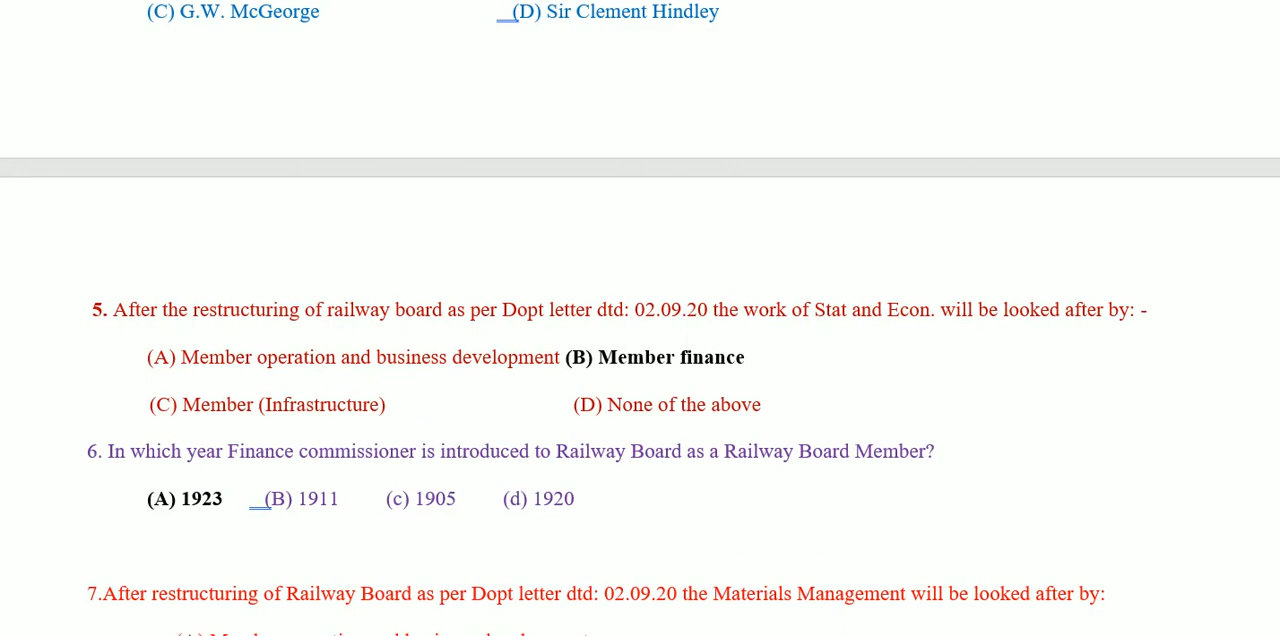 (C) G.W. McGeorge (D) Sir Clement Hindley
5. After the restructuring of railway board as per Dopt letter dtd: 02.09.20 the work of Stat and Econ. will be looked after by: -
(A) Member operation and business development (B) Member finance
(C) Member (Infrastructure) (D) None of the above
6. In which year Finance commissioner is introduced to Railway Board as a Railway Board Member?
(A) 1923 (B) 1911 (c) 1905 (d) 1920
7.After restructuring of Railway Board as per Dopt letter dtd: 02.09.20 the Materials Management will be looked after by: